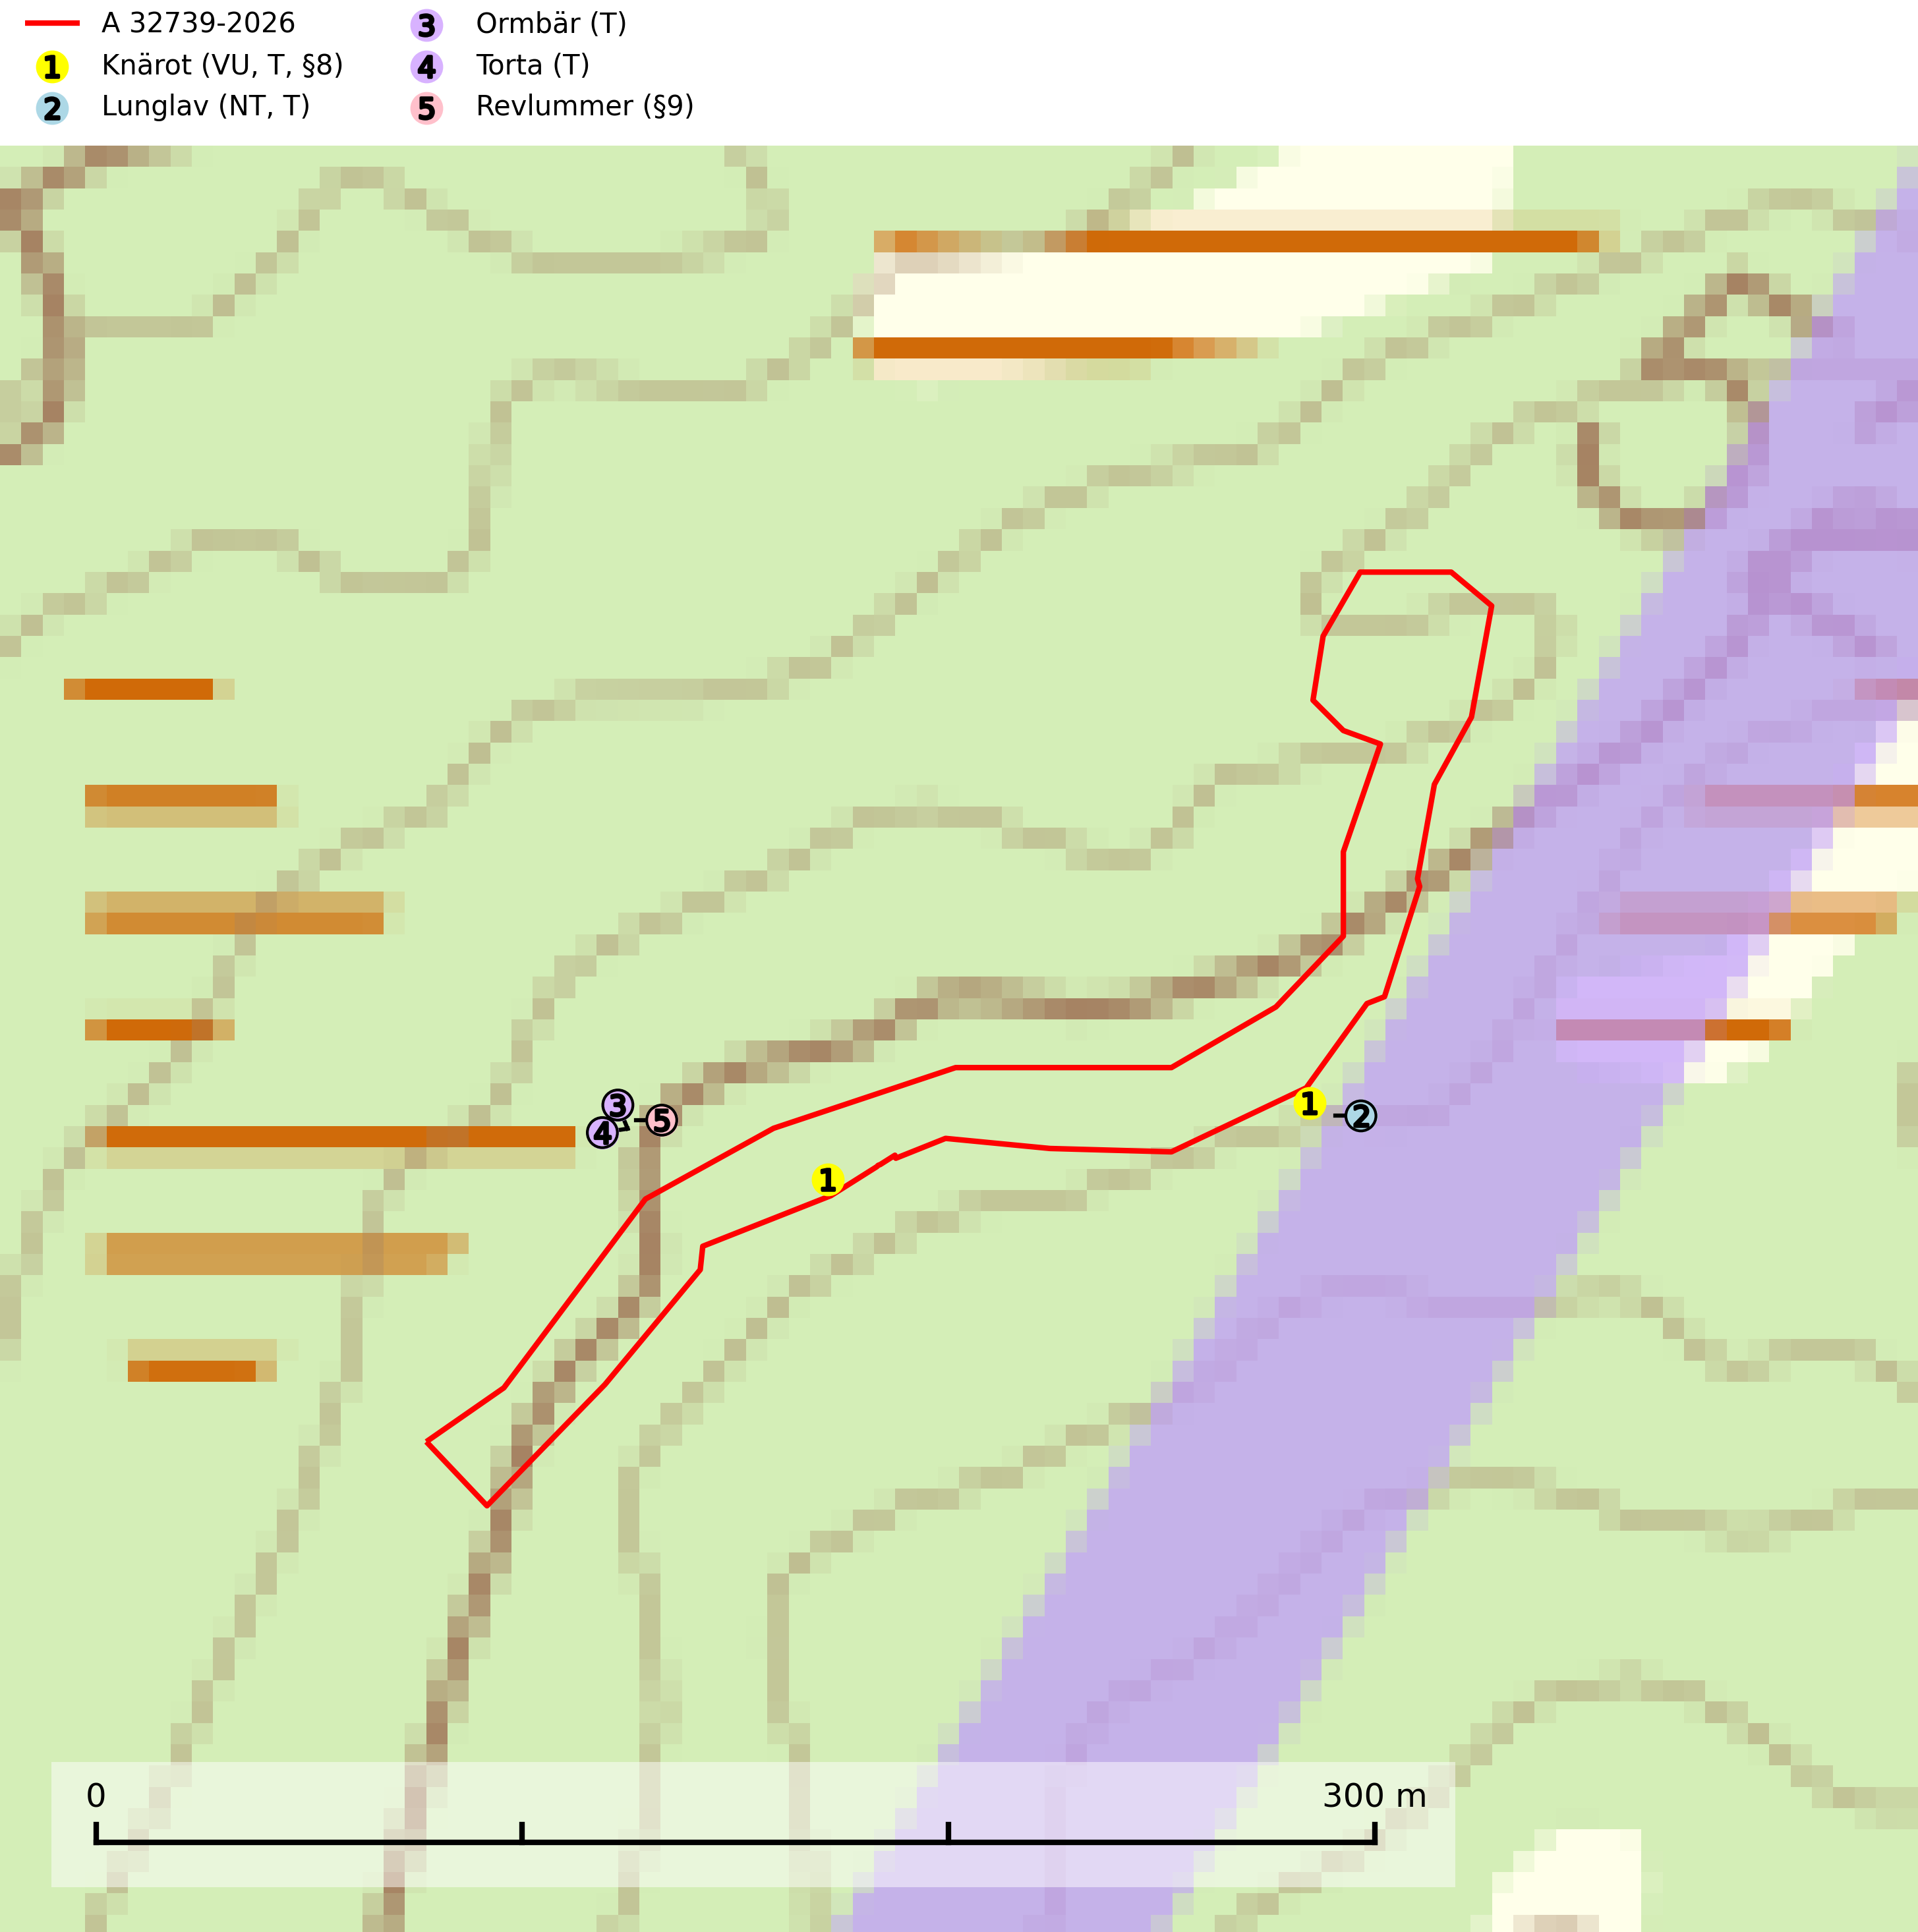 A 32739-2026
1 Knärot (VU, T, §8)
2 Lunglav (NT, T)
3 Ormbär (T)
4 Torta (T)
5 Revlummer (§9)
3
4
5
1
2
1
0
300 m